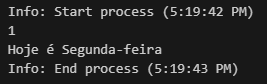 Info: Start process (5:19:42 PM)
1
Hoje é Segunda-feira
Info: End process (5:19:43 PM)